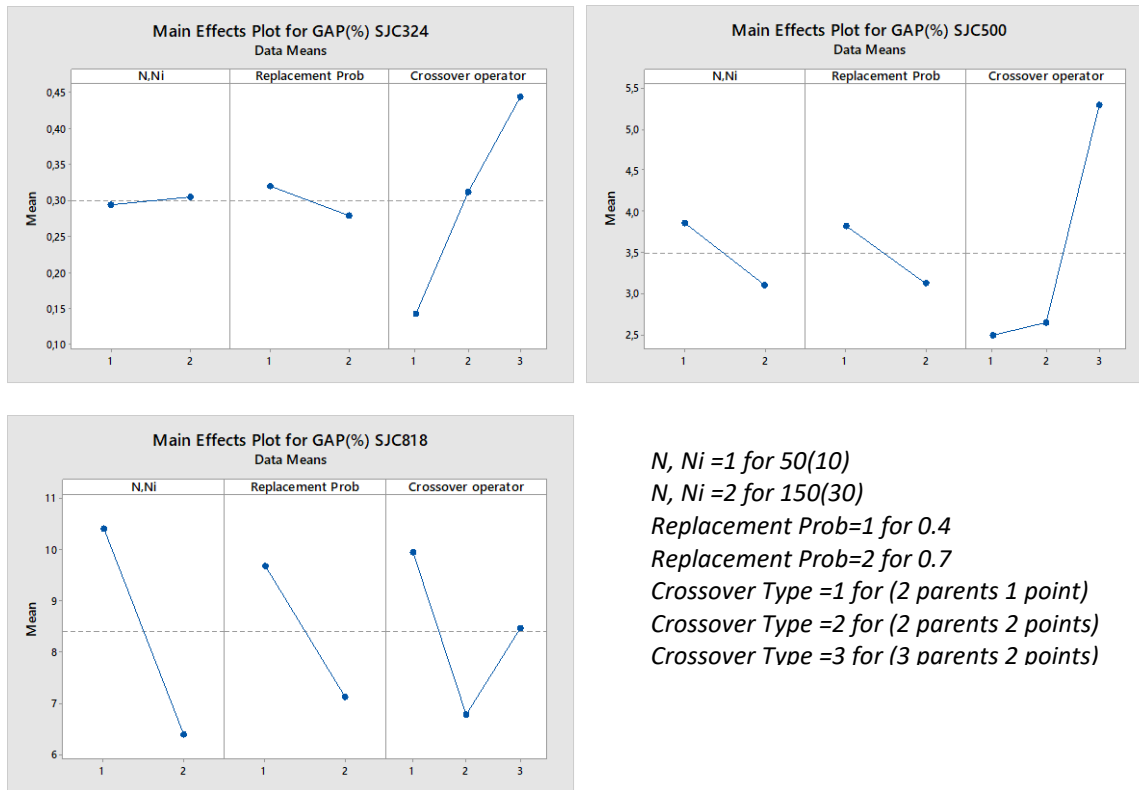 Main Effects Plot for GAP(%) SJC324
Data Means
N,Ni Replacement Prob Crossover operator
0,45
0,40
0,35
0,30
0,25
0,20
0,15
0,10
Mean
1 2 1 2 1 2 3
Main Effects Plot for GAP(%) SJC500
Data Means
N,Ni Replacement Prob Crossover operator
5,5
5,0
4,5
4,0
3,5
3,0
2,5
Mean
1 2 1 2 1 2 3
Main Effects Plot for GAP(%) SJC818
Data Means
N,Ni Replacement Prob Crossover operator
11
10
9
8
7
6
Mean
1 2 1 2 1 2 3
N, Ni =1 for 50(10)
N, Ni =2 for 150(30)
Replacement Prob=1 for 0.4
Replacement Prob=2 for 0.7
Crossover Type =1 for (2 parents 1 point)
Crossover Type =2 for (2 parents 2 points)
Crossover Type =3 for (3 parents 2 points)